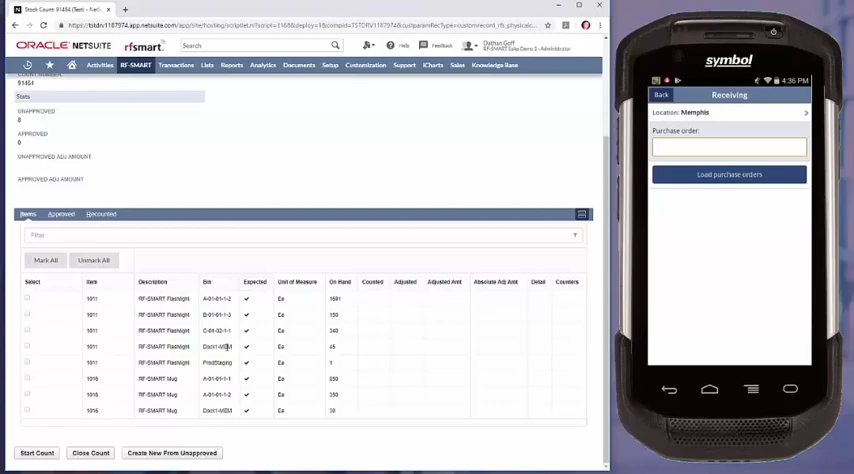 Stock Count: 91464 (Test)
https://tstdrv1187974.app.netsuite.com/app/site/hosting/scriptlet.nl?script=1168&deploy=1&compid=TSTDRV1187974
ORACLE NETSUITE
rfsmart
Search
Help
Feedback
Dathan Goff
Administrator
Activities
RF-SMART
Transactions
Lists
Reports
Analytics
Documents
Setup
Customization
Support
ICharts
Sales
Knowledge Base
COUNT NUMBER
91464
Stats
UNAPPROVED
8
APPROVED
0
UNAPPROVED ADJ AMOUNT
APPROVED ADJ AMOUNT
Items Approved Recounted
Filter
Mark All Unmark All
Select Item Description Bin Expected Unit of Measure On Hand Counted Adjusted Adjusted Amt Absolute Adj Amt Detail Counters
1011 RF-SMART Flashlight A-01-01-1-2 Ea 1691
1011 RF-SMART Flashlight B-01-01-1-3 Ea 150
1011 RF-SMART Flashlight C-01-02-1-1 Ea 340
1011 RF-SMART Flashlight Dock1-MEM Ea 45
1011 RF-SMART Flashlight ProdStaging Ea 1
1016 RF-SMART Mug A-01-01-1-1 Ea 850
1016 RF-SMART Mug A-01-01-1-2 Ea 350
1016 RF-SMART Mug Dock1-MEM Ea 30
Start Count Close Count Create New From Unapproved
symbol
4:36 PM
Back Receiving
Location: Memphis
Purchase order:
Load purchase orders